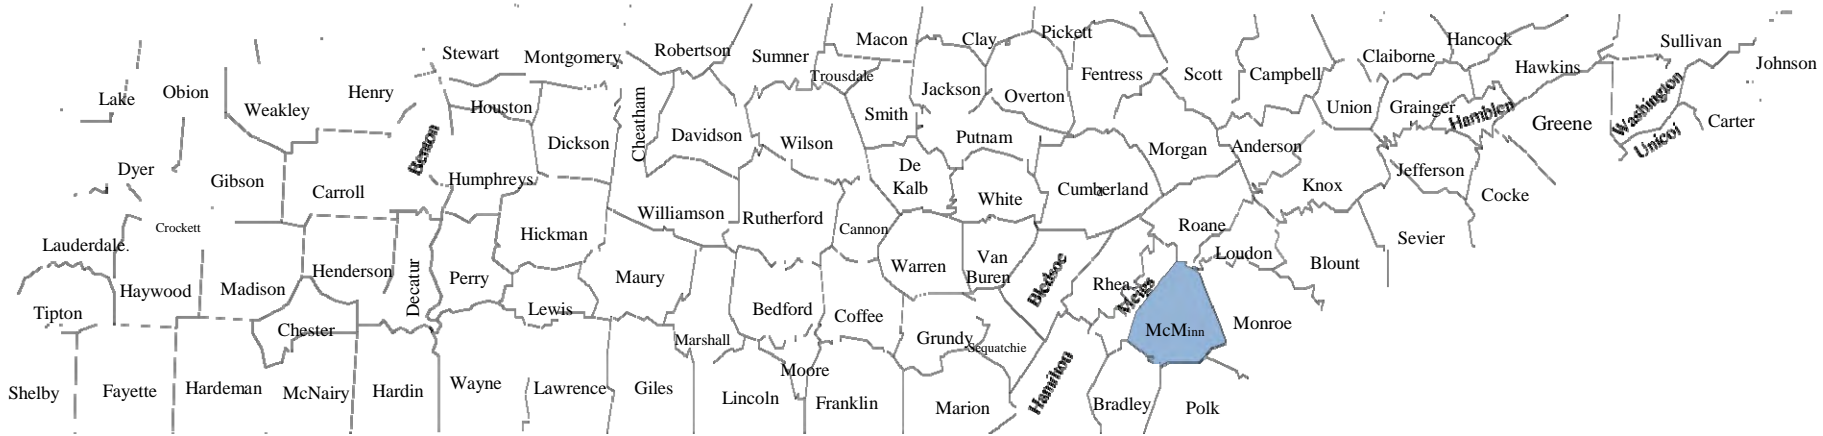 Stewart
Montgomery
Robertson
Sumner
Macon
Clay
Pickett
Hancock
Sullivan
Johnson
Lake
Obion
Weakley
Henry
Houston
Cheatham
Trousdale
Jackson
Overton
Fentress
Scott
Campbell
Claiborne
Hawkins
Washington
Carter
Unicoi
Greene
Hamblen
Grainger
Union
Smith
Davidson
Dickson
Benton
Wilson
Putnam
Morgan
Anderson
Jefferson
Dyer
Gibson
Carroll
Humphreys
De
Kalb
White
Cumberland
Knox
Cocke
Crockett
Williamson
Rutherford
Cannon
Roane
Sevier
Lauderdale
Hickman
Loudon
Blount
Haywood
Madison
Henderson
Decatur
Perry
Maury
Warren
Van
Buren
Bledsoe
Rhea
Meigs
Tipton
Chester
Lewis
Bedford
Coffee
Grundy
Sequatchie
McMinn
Monroe
Marshall
Moore
Shelby
Fayette
Hardeman
McNairy
Hardin
Wayne
Lawrence
Giles
Lincoln
Franklin
Marion
Hamilton
Bradley
Polk